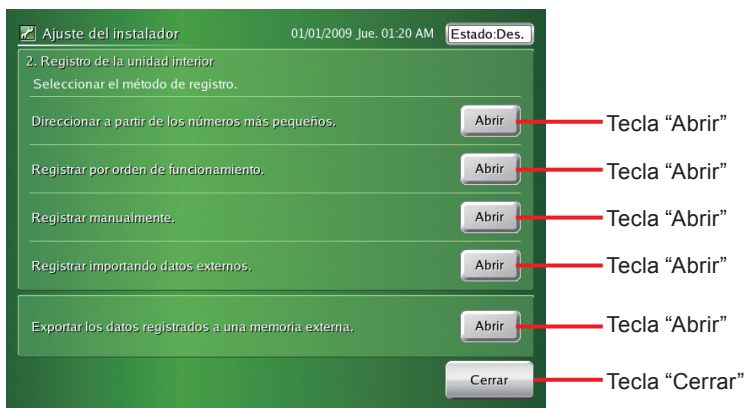 Ajuste del instalador 01/01/2009 Jue. 01:20 AM Estado:Des.
2. Registro de la unidad interior
Seleccionar el método de registro.
Direccionar a partir de los números más pequeños. Abrir Tecla “Abrir”
Registrar por orden de funcionamiento. Abrir Tecla “Abrir”
Registrar manualmente. Abrir Tecla “Abrir”
Registrar importando datos externos. Abrir Tecla “Abrir”
Exportar los datos registrados a una memoria externa. Abrir Tecla “Abrir”
Cerrar Tecla “Cerrar”